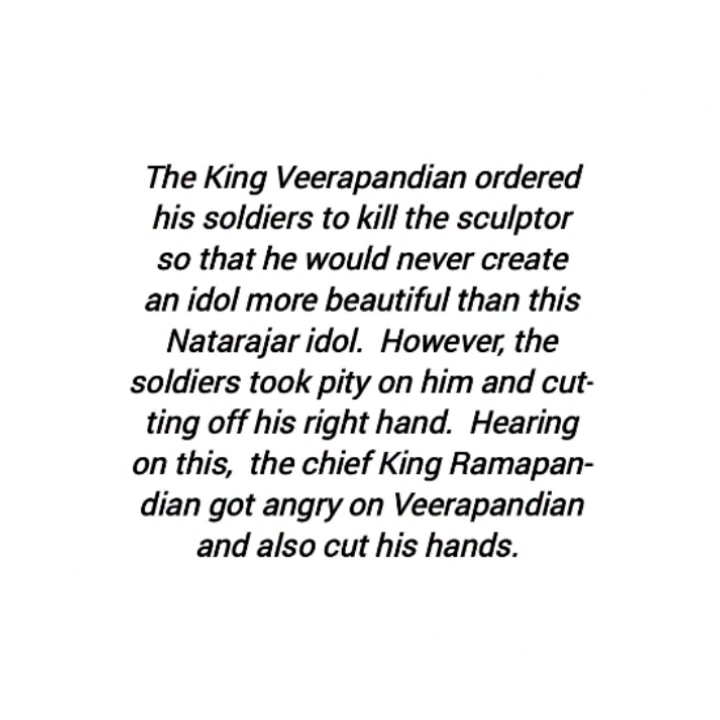 The King Veerapandian ordered
his soldiers to kill the sculptor
so that he would never create
an idol more beautiful than this
Natarajar idol.  However, the
soldiers took pity on him and cut-
ting off his right hand.  Hearing
on this,  the chief King Ramapan-
dian got angry on Veerapandian
and also cut his hands.